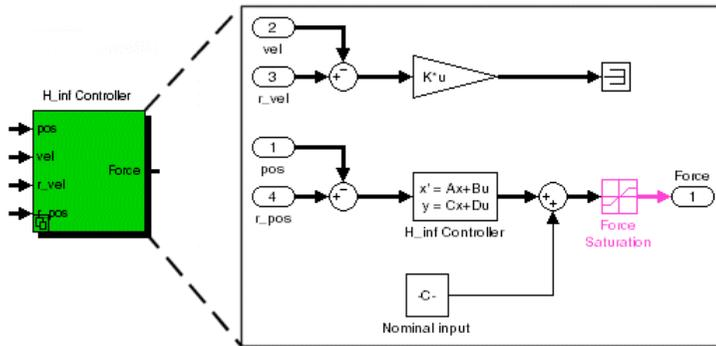 H_inf Controller
pos
vel
r_vel
r_pos
Force
2
vel
3
r_vel
K*u
1
pos
4
r_pos
x' = Ax+Bu
y = Cx+Du
H_inf Controller
-C-
Nominal input
Force
Saturation
Force
1